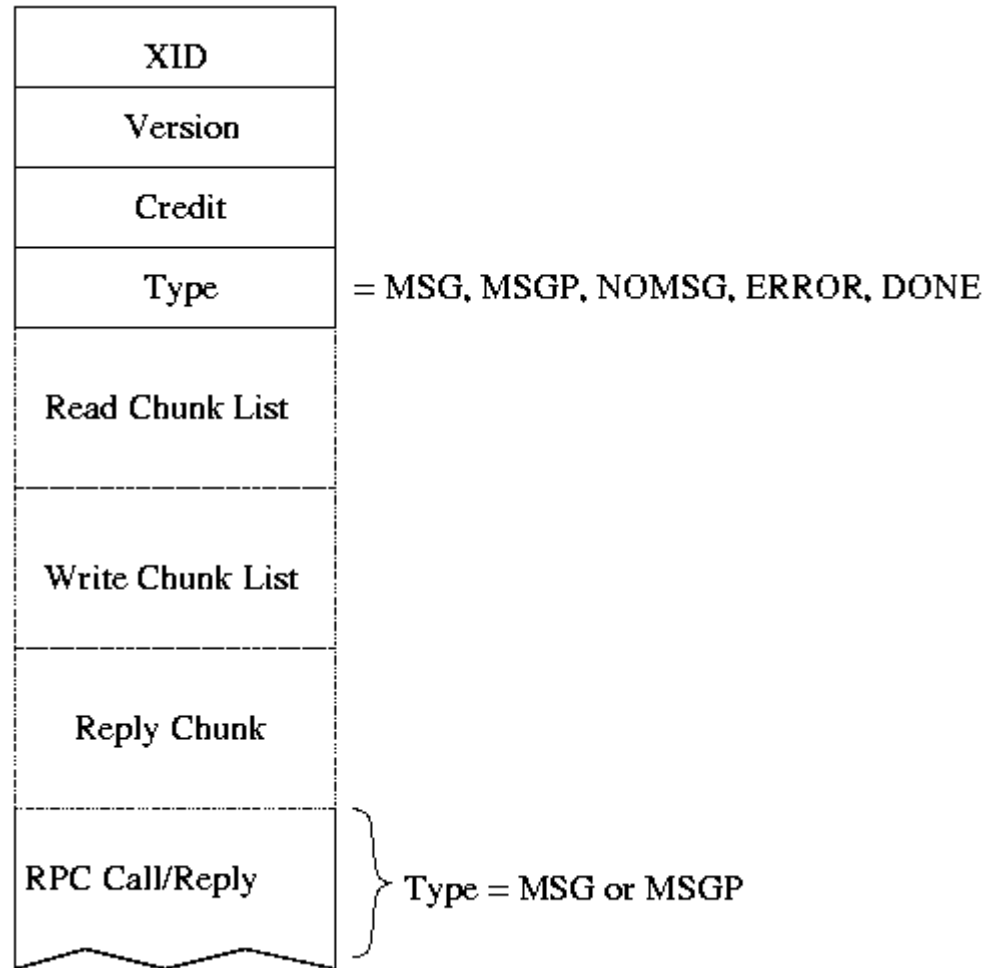 XID
Version
Credit
Type
= MSG, MSGP, NOMSG, ERROR, DONE
Read Chunk List
Write Chunk List
Reply Chunk
RPC Call/Reply
Type = MSG or MSGP